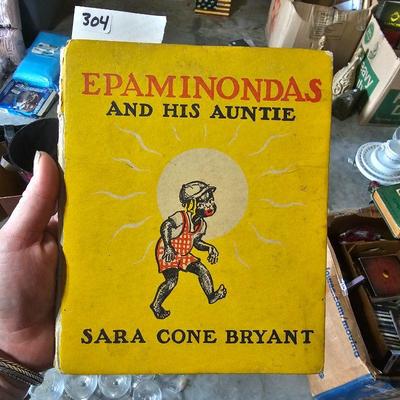 304
EPAMINONDAS
AND HIS AUNTIE
SARA CONE BRYANT